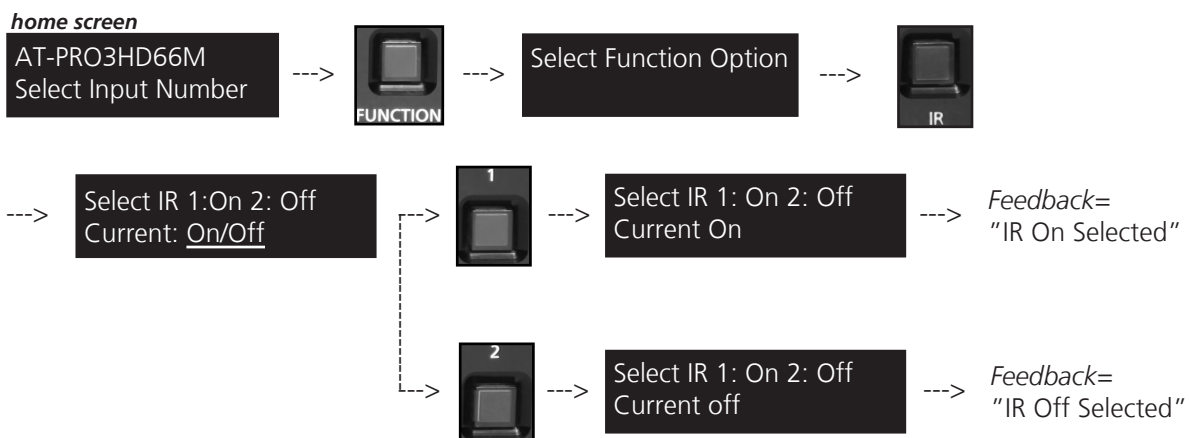 home screen
AT-PRO3HD66M
Select Input Number
--->
FUNCTION
--->
Select Function Option
--->
IR
--->
Select IR 1:On 2: Off
Current: On/Off
--->
1
--->
Select IR 1: On 2: Off
Current On
--->
Feedback=
"IR On Selected"
--->
2
--->
Select IR 1: On 2: Off
Current off
--->
Feedback=
"IR Off Selected"